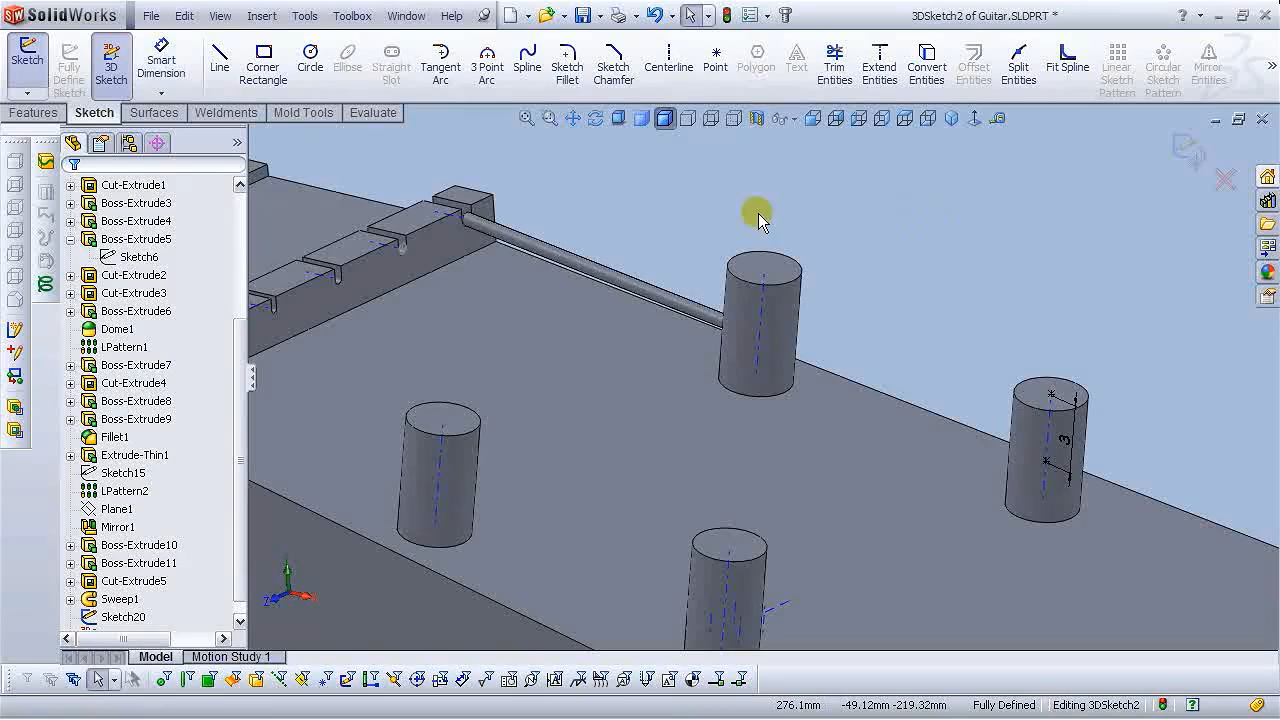 SolidWorks File Edit View Insert Tools Toolbox Window Help 3DSketch2 of Guitar.SLDPRT *
Sketch Fully Define Sketch 3D Sketch Smart Dimension Line Corner Rectangle Circle Ellipse Straight Slot Tangent Arc 3 Point Arc Spline Sketch Fillet Sketch Chamfer Centerline Point Polygon Text Trim Entities Extend Entities Convert Entities Offset Entities Split Entities Fit Spline Linear Sketch Pattern Circular Sketch Pattern Mirror Entities
Features Sketch Surfaces Weldments Mold Tools Evaluate
Cut-Extrude1
Boss-Extrude3
Boss-Extrude4
Boss-Extrude5
Sketch6
Cut-Extrude2
Cut-Extrude3
Boss-Extrude6
Dome1
LPattern1
Boss-Extrude7
Cut-Extrude4
Boss-Extrude8
Boss-Extrude9
Fillet1
Extrude-Thin1
Sketch15
LPattern2
Plane1
Mirror1
Boss-Extrude10
Boss-Extrude11
Cut-Extrude5
Sweep1
Sketch20
3
Z
Model Motion Study 1
276.1mm -49.12mm -219.32mm Fully Defined Editing 3DSketch2